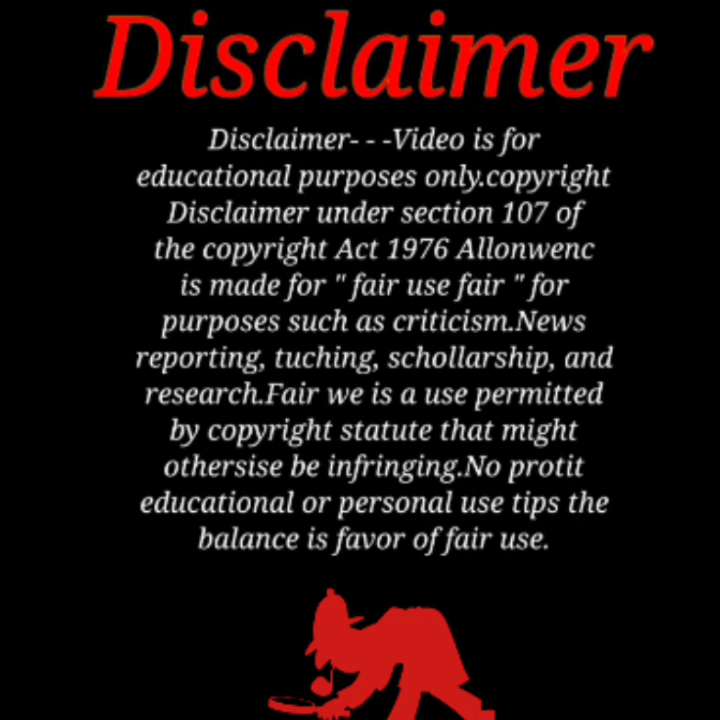 Disclaimer
Disclaimer- - -Video is for
educational purposes only.copyright
Disclaimer under section 107 of
the copyright Act 1976 Allonwenc
is made for " fair use fair " for
purposes such as criticism.News
reporting, tuching, schollarship, and
research.Fair we is a use permitted
by copyright statute that might
othersise be infringing.No protit
educational or personal use tips the
balance is favor of fair use.